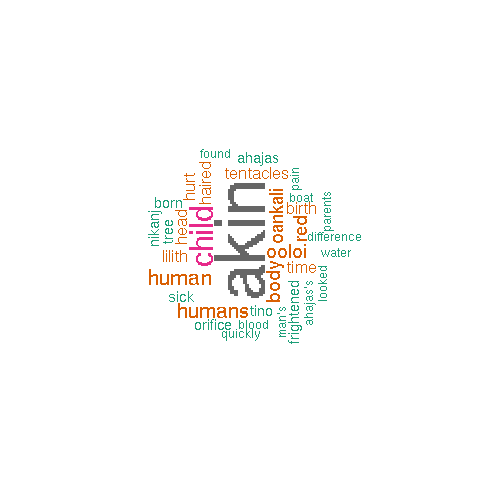 found
ahajas
tentacles
pain
haired
hurt
born
head
tree
nikanj
lilith
child
akin
oankali
boat
birth
parents
red
difference
ooloi
water
time
body
human
looked
sick
frightened
ahajas's
humans
tino
man's
orifice
blood
quickly